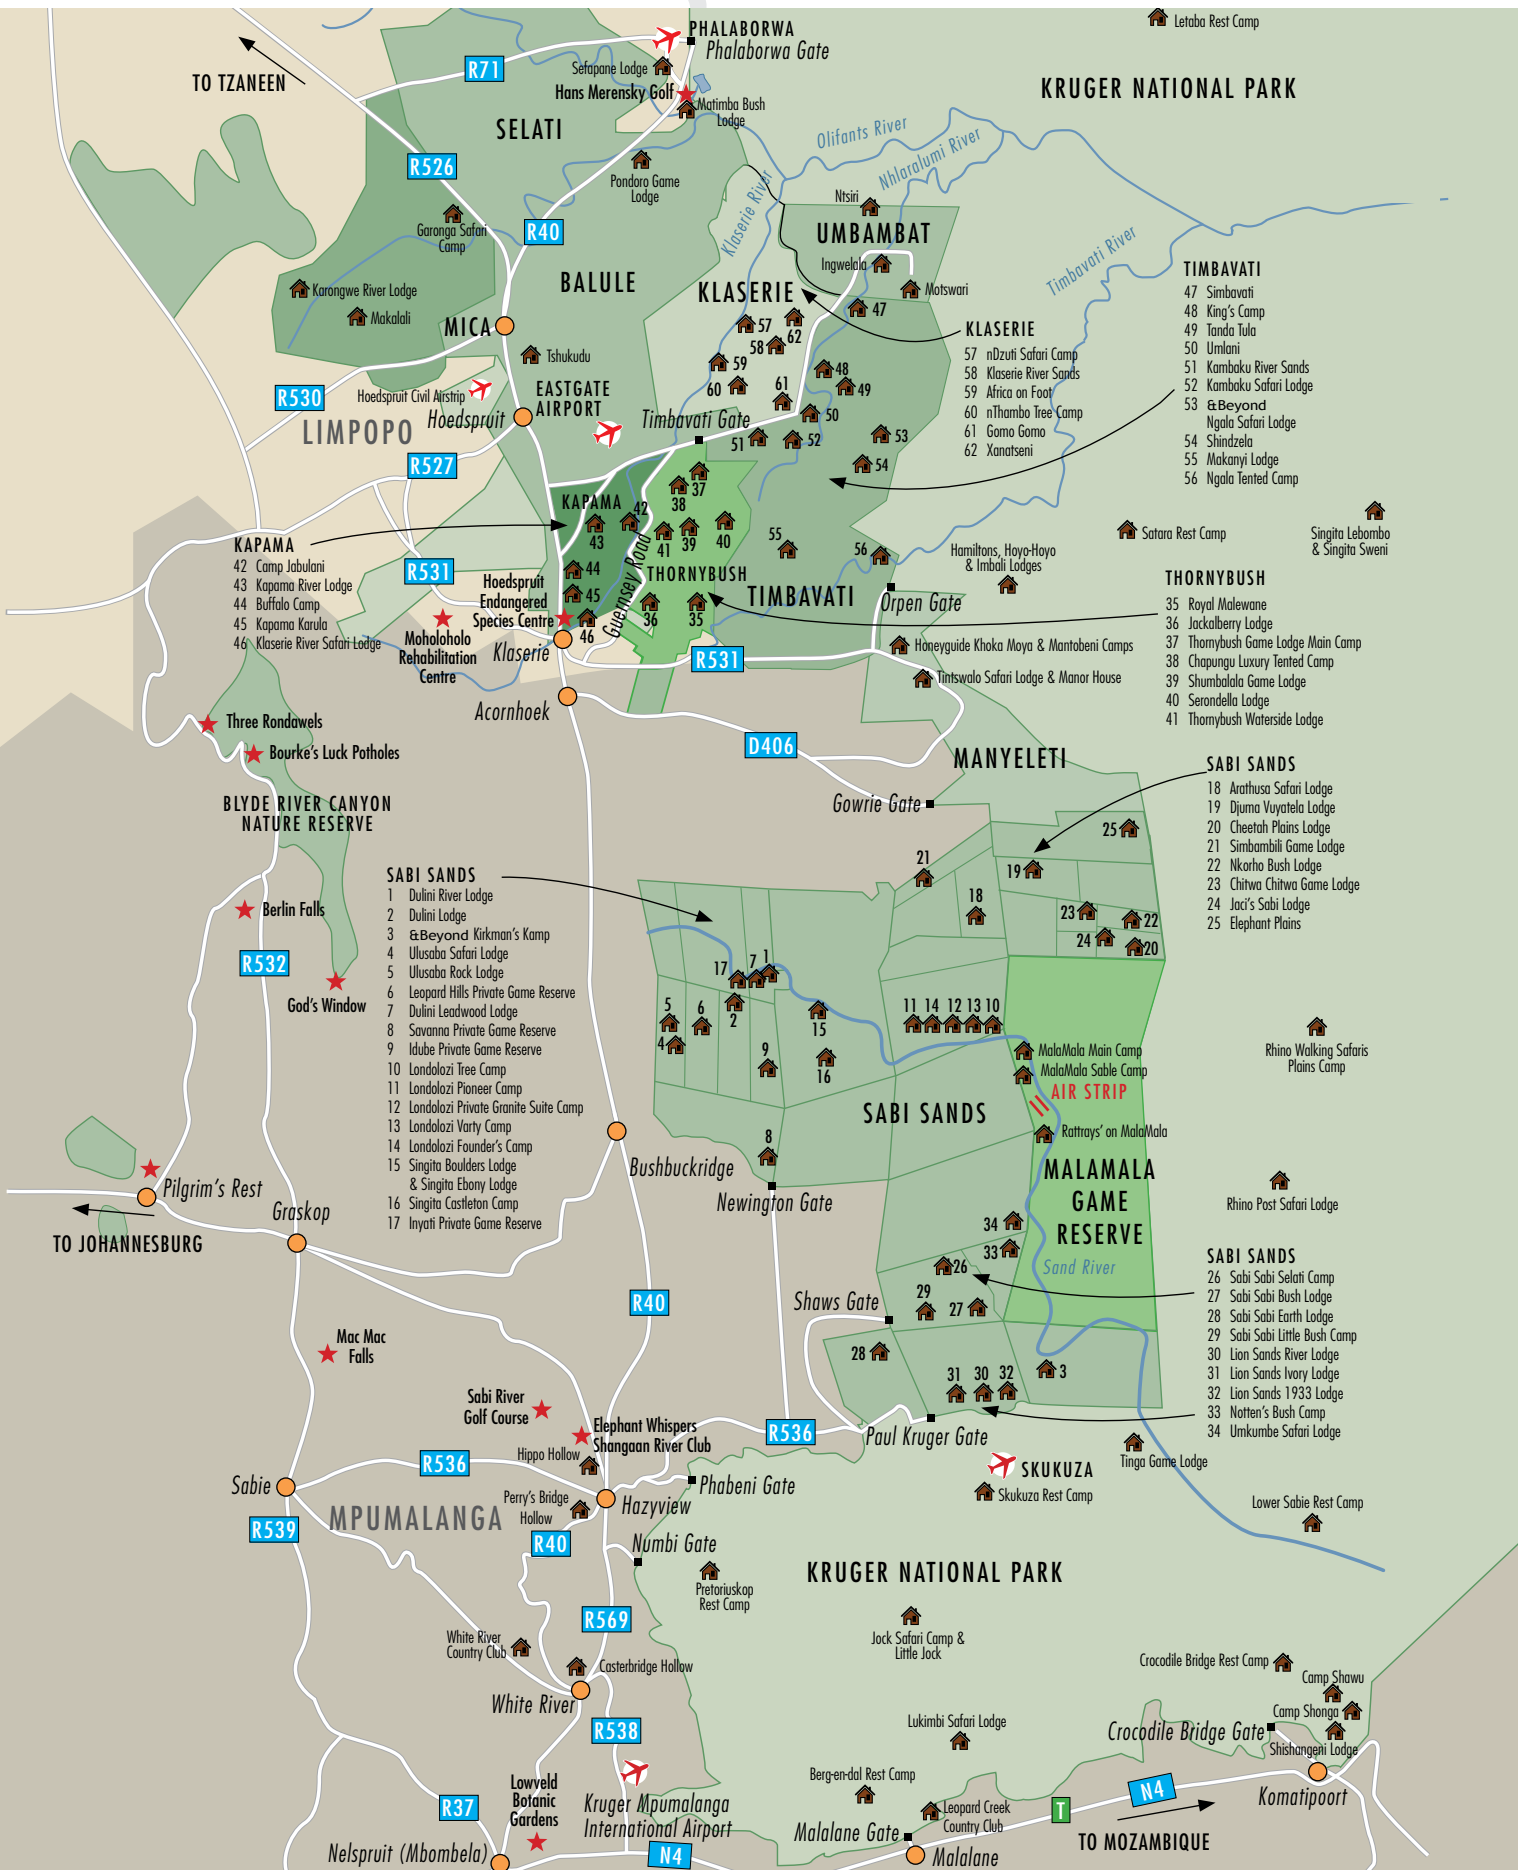 Letaba Rest Camp
PHALABORWA
Phalaborwa Gate
KRUGER NATIONAL PARK
TO TZANEEN
R71
Sefapane Lodge
Hans Merensky Golf
Matimba Bush
Lodge
SELATI
Olifants River
Nhlaralumi River
R526
Pondoro Game
Lodge
Klaserie River
Ntsiri
Garonga Safari
Camp
R40
UMBAMBAT
Timbavati River
Ingwelala
BALULE
KLASERIE
Motswari
Karongwe River Lodge
Makalali
MICA
47
57
62
58
59
60
61
48
49
50
51
52
53
54
Tshukudu
TIMBAVATI
47 Simbavati
48 King's Camp
49 Tanda Tula
50 Umlani
51 Kambaku River Sands
52 Kambaku Safari Lodge
53 &Beyond
Ngala Safari Lodge
54 Shindzela
55 Makanyi Lodge
56 Ngala Tented Camp
KLASERIE
57 nDzuti Safari Camp
58 Klaserie River Sands
59 Africa on Foot
60 nThambo Tree Camp
61 Gomo Gomo
62 Xanatseni
R530
Hoedspruit Civil Airstrip
EASTGATE
AIRPORT
Hoedspruit
LIMPOPO
Timbavati Gate
R527
KAPAMA
42
43
37
38
41
39
40
55
56
44
45
46
36
35
THORNYBUSH
TIMBAVATI
Guernsey Road
Satara Rest Camp
Singita Lebombo
& Singita Sweni
Hamiltons, Hoyo-Hoyo
& Imbali Lodges
Orpen Gate
KAPAMA
42 Camp Jabulani
43 Kapama River Lodge
44 Buffalo Camp
45 Kapama Karula
46 Klaserie River Safari Lodge
R531
Hoedspruit
Endangered
Species Centre
Moholoholo
Rehabilitation
Centre
Klaserie
R531
Honeyguide Khoka Moya & Mantobeni Camps
Tintswalo Safari Lodge & Manor House
THORNYBUSH
35 Royal Malewane
36 Jackalberry Lodge
37 Thornybush Game Lodge Main Camp
38 Chapungu Luxury Tented Camp
39 Shumbalala Game Lodge
40 Serondella Lodge
41 Thornybush Waterside Lodge
Acornhoek
D406
MANYELETI
Gowrie Gate
Three Rondawels
Bourke's Luck Potholes
BLYDE RIVER CANYON
NATURE RESERVE
SABI SANDS
18 Arathusa Safari Lodge
19 Djuma Vuyatela Lodge
20 Cheetah Plains Lodge
21 Simbambili Game Lodge
22 Nkorho Bush Lodge
23 Chitwa Chitwa Game Lodge
24 Jaci's Sabi Lodge
25 Elephant Plains
25
21
19
18
23
22
24
20
SABI SANDS
1 Dulini River Lodge
2 Dulini Lodge
3 &Beyond Kirkman's Kamp
4 Ulusaba Safari Lodge
5 Ulusaba Rock Lodge
6 Leopard Hills Private Game Reserve
7 Dulini Leadwood Lodge
8 Savanna Private Game Reserve
9 Idube Private Game Reserve
10 Londolozi Tree Camp
11 Londolozi Pioneer Camp
12 Londolozi Private Granite Suite Camp
13 Londolozi Varty Camp
14 Londolozi Founder's Camp
15 Singita Boulders Lodge
& Singita Ebony Lodge
16 Singita Castleton Camp
17 Inyati Private Game Reserve
Berlin Falls
R532
God's Window
17
7
1
5
6
2
4
15
9
16
11
14
12
13
10
8
MalaMala Main Camp
MalaMala Sable Camp
AIR STRIP
Rattrays' on MalaMala
SABI SANDS
MALAMALA
GAME
RESERVE
Rhino Walking Safaris
Plains Camp
Rhino Post Safari Lodge
Bushbuckridge
Newington Gate
Pilgrim's Rest
Graskop
TO JOHANNESBURG
34
33
26
29
27
28
31
30
32
3
Sand River
Shaws Gate
R40
SABI SANDS
26 Sabi Sabi Selati Camp
27 Sabi Sabi Bush Lodge
28 Sabi Sabi Earth Lodge
29 Sabi Sabi Little Bush Camp
30 Lion Sands River Lodge
31 Lion Sands Ivory Lodge
32 Lion Sands 1933 Lodge
33 Notten's Bush Camp
34 Umkumbe Safari Lodge
Mac Mac
Falls
Sabi River
Golf Course
Elephant Whispers
Shangaan River Club
Hippo Hollow
R536
R536
Paul Kruger Gate
Tinga Game Lodge
SKUKUZA
Skukuza Rest Camp
Lower Sabie Rest Camp
Sabie
Phabeni Gate
Hazyview
Perry's Bridge
Hollow
MPUMALANGA
R539
R40
Numbi Gate
Pretoriuskop
Rest Camp
KRUGER NATIONAL PARK
R569
Jock Safari Camp &
Little Jock
White River
Country Club
Casterbridge Hollow
White River
Crocodile Bridge Rest Camp
Camp Shawu
Camp Shonga
Shishangeni Lodge
Crocodile Bridge Gate
Lukimbi Safari Lodge
R538
Berg-en-dal Rest Camp
Leopard Creek
Country Club
Komatipoort
N4
T
TO MOZAMBIQUE
Lowveld
Botanic
Gardens
R37
Kruger Mpumalanga
International Airport
Malalane Gate
Malalane
Nelspruit (Mbombela)
N4